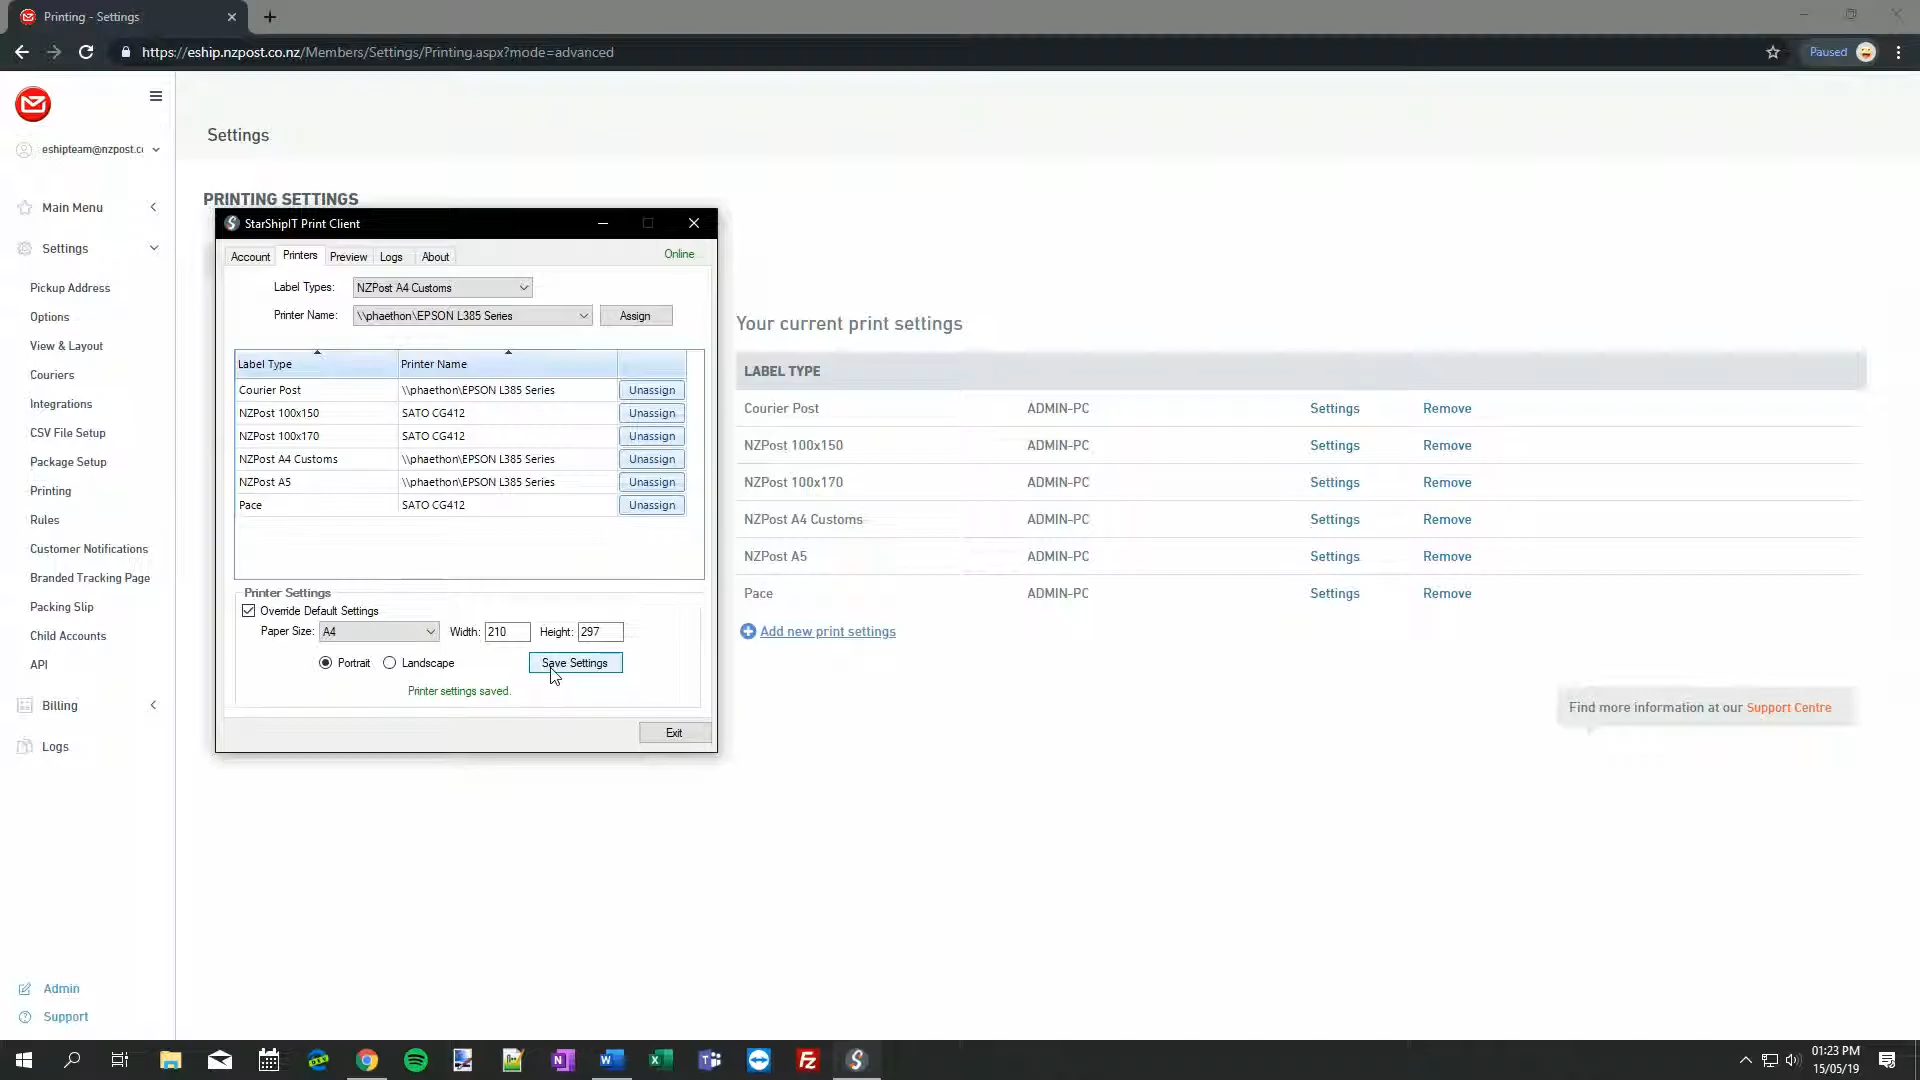 Printing - Settings
https://eship.nzpost.co.nz/Members/Settings/Printing.aspx?mode=advanced
Paused
eshipteam@nzpost.c
Main Menu
Settings
Pickup Address
Options
View & Layout
Couriers
Integrations
CSV File Setup
Package Setup
Printing
Rules
Customer Notifications
Branded Tracking Page
Packing Slip
Child Accounts
API
Billing
Logs
Admin
Support
Settings
PRINTING SETTINGS
StarShipIT Print Client
Account Printers Preview Logs About
Online
Label Types: NZPost A4 Customs
Printer Name: \\phaethon\EPSON L385 Series Assign
Label Type Printer Name
Courier Post \\phaethon\EPSON L385 Series Unassign
NZPost 100x150 SATO CG412 Unassign
NZPost 100x170 SATO CG412 Unassign
NZPost A4 Customs \\phaethon\EPSON L385 Series Unassign
NZPost A5 \\phaethon\EPSON L385 Series Unassign
Pace SATO CG412 Unassign
Printer Settings
Override Default Settings
Paper Size: A4 Width: 210 Height: 297
Portrait Landscape Save Settings
Printer settings saved.
Exit
Your current print settings
LABEL TYPE
Courier Post ADMIN-PC Settings Remove
NZPost 100x150 ADMIN-PC Settings Remove
NZPost 100x170 ADMIN-PC Settings Remove
NZPost A4 Customs ADMIN-PC Settings Remove
NZPost A5 ADMIN-PC Settings Remove
Pace ADMIN-PC Settings Remove
Add new print settings
Find more information at our Support Centre
01:23 PM
15/05/19